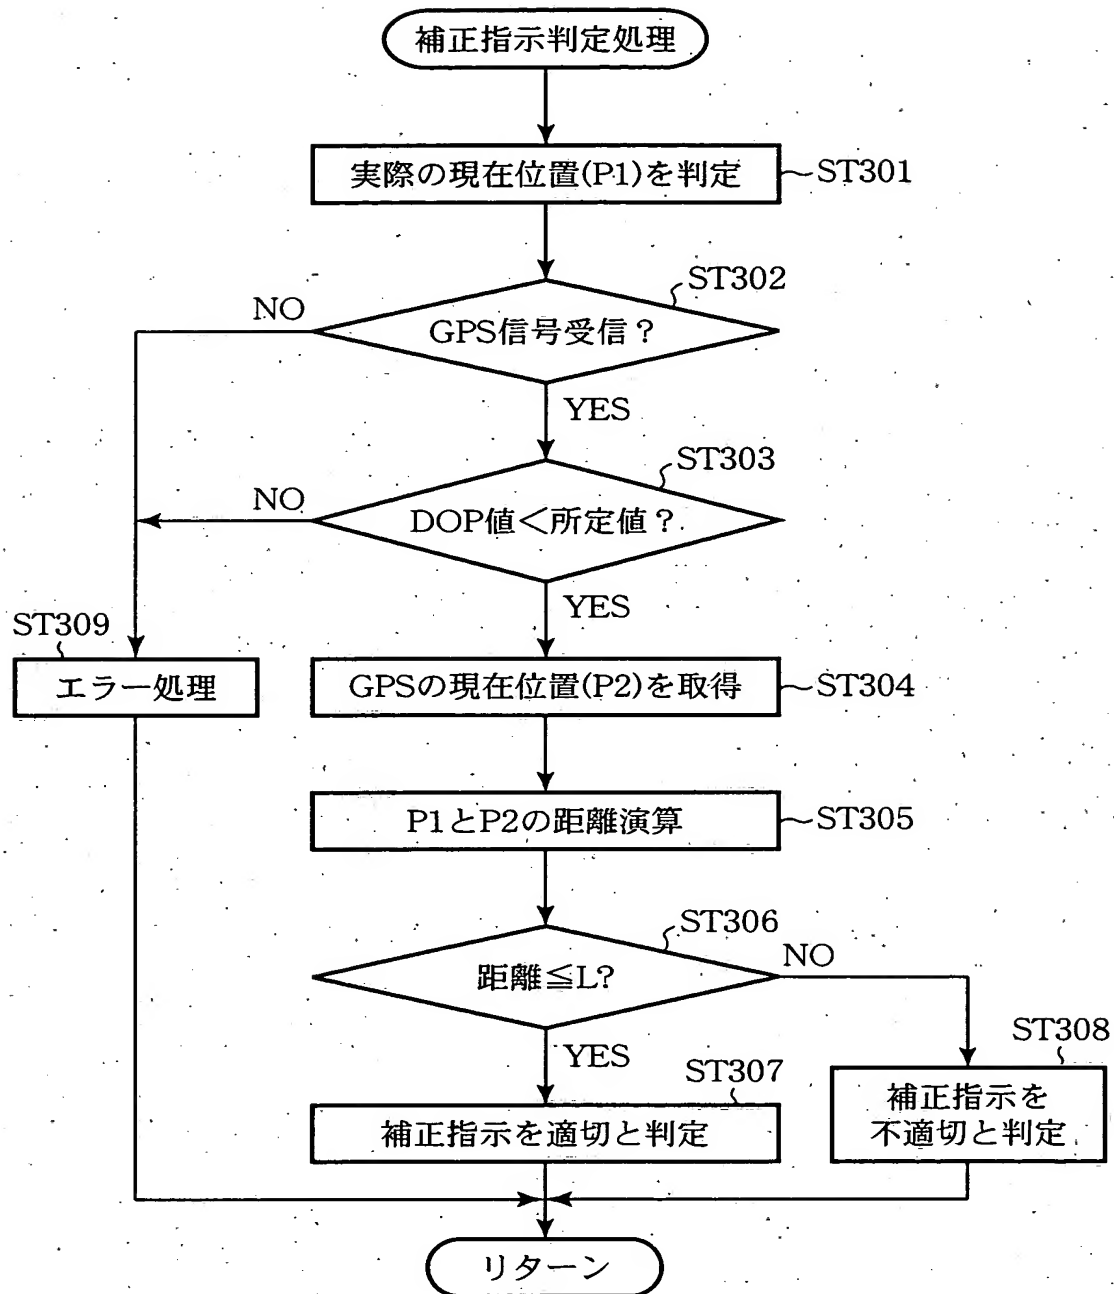 補正指示判定処理
実際の現在位置(P1)を判定
ST301
ST302
NO
GPS信号受信?
YES
ST303
NO
DOP値<所定値?
YES
ST309
エラー処理
GPSの現在位置(P2)を取得
ST304
P1とP2の距離演算
ST305
ST306
距離≦L?
NO
YES
ST307
補正指示を適切と判定
ST308
補正指示を
不適切と判定
リターン